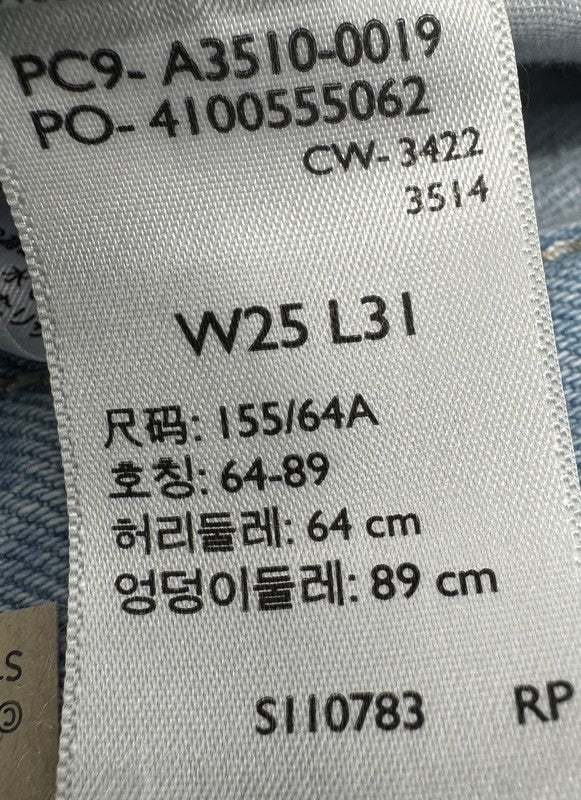 PC9- A3510-0019
PO- 4100555062
CW- 3422
3514
W25 L31
尺码: 155/64A
호칭: 64-89
허리둘레: 64 cm
엉덩이둘레: 89 cm
S110783 RP